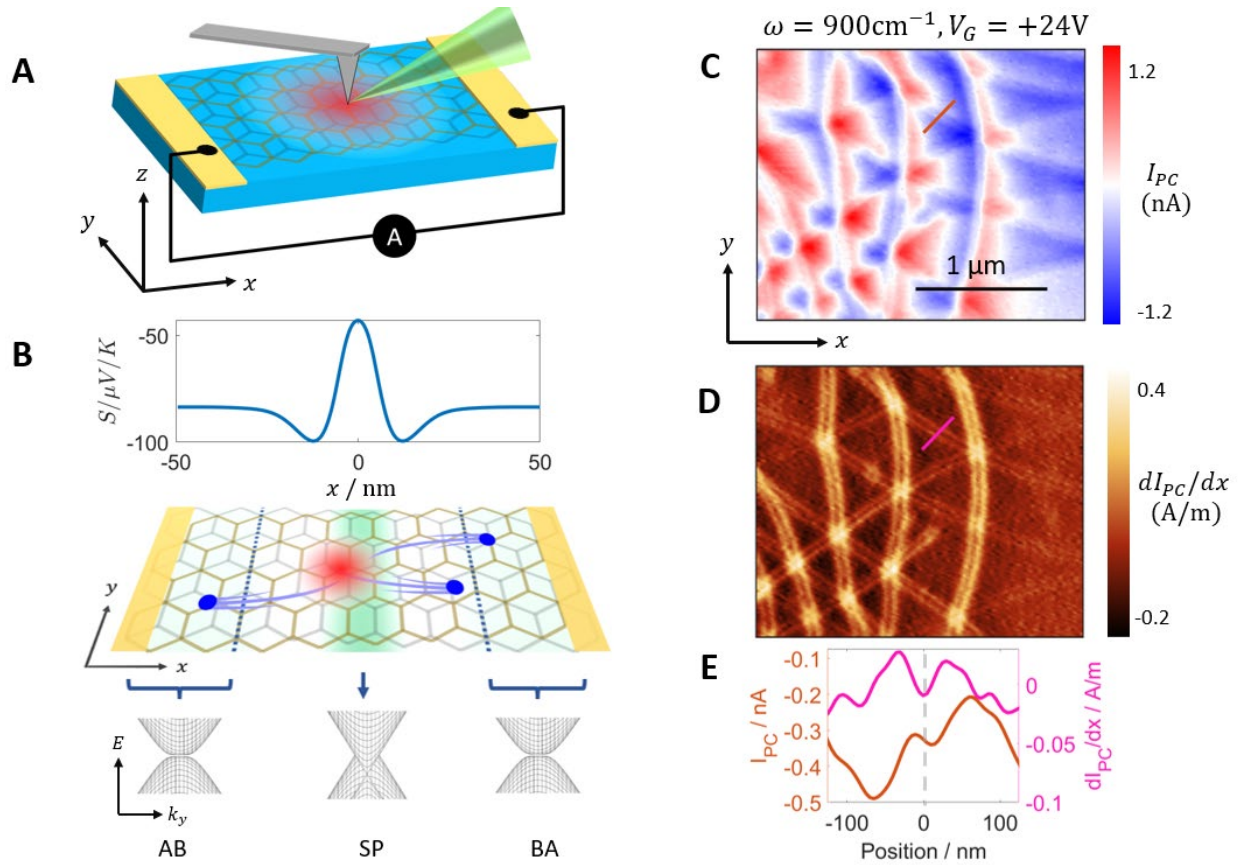 A
z
y
x
A
B
S/μV/K
-50
-100
-50
0
50
x / nm
y
x
E
k_y
AB
SP
BA
ω = 900cm⁻¹, V_G = +24V
C
y
x
1 μm
1.2
I_PC
(nA)
-1.2
D
0.4
dI_PC/dx
(A/m)
-0.2
E
I_PC / nA
-0.1
-0.2
-0.3
-0.4
-0.5
0
-0.05
-0.1
dI_PC/dx / A/m
-100
0
100
Position / nm